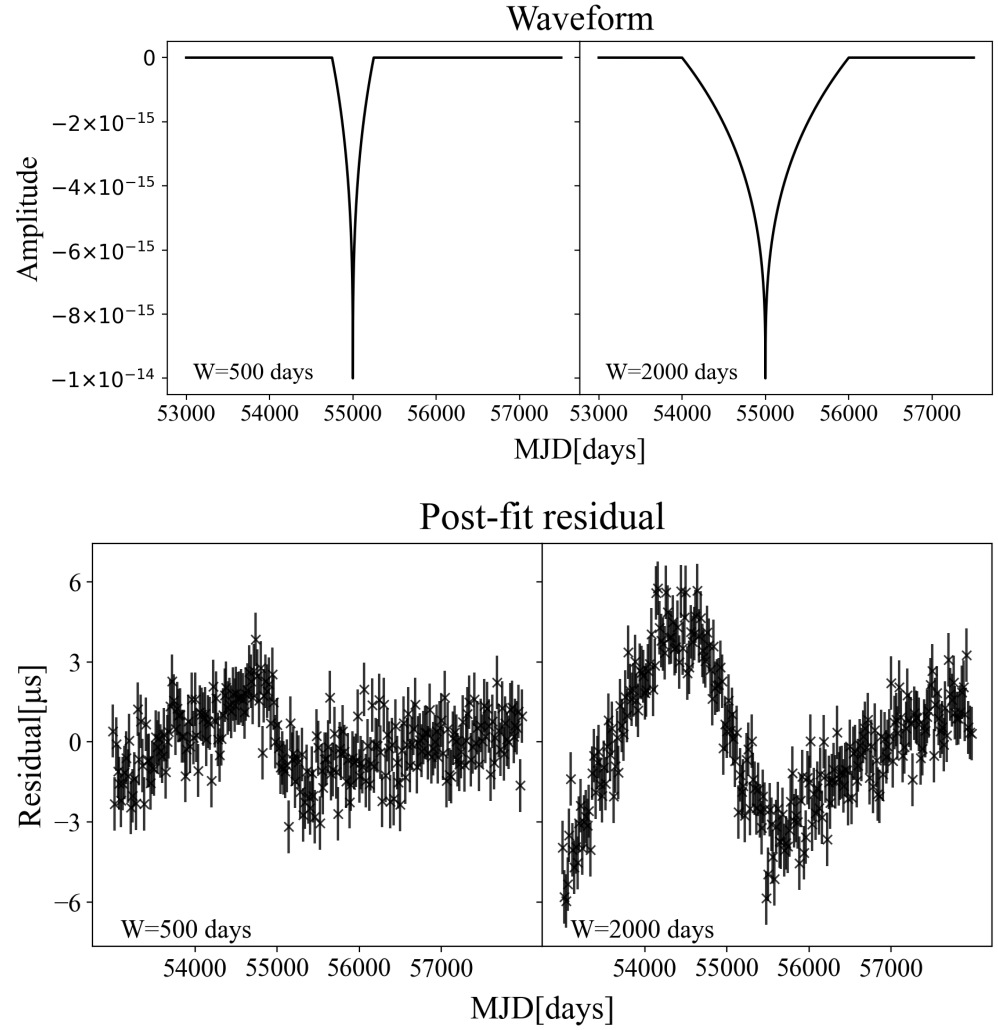 Waveform
Amplitude
0
−2×10⁻¹⁵
−4×10⁻¹⁵
−6×10⁻¹⁵
−8×10⁻¹⁵
−1×10⁻¹⁴
W=500 days
W=2000 days
53000 54000 55000 56000 57000 53000 54000 55000 56000 57000
MJD[days]
Post-fit residual
Residual[μs]
6
3
0
−3
−6
W=500 days
W=2000 days
54000 55000 56000 57000 54000 55000 56000 57000
MJD[days]